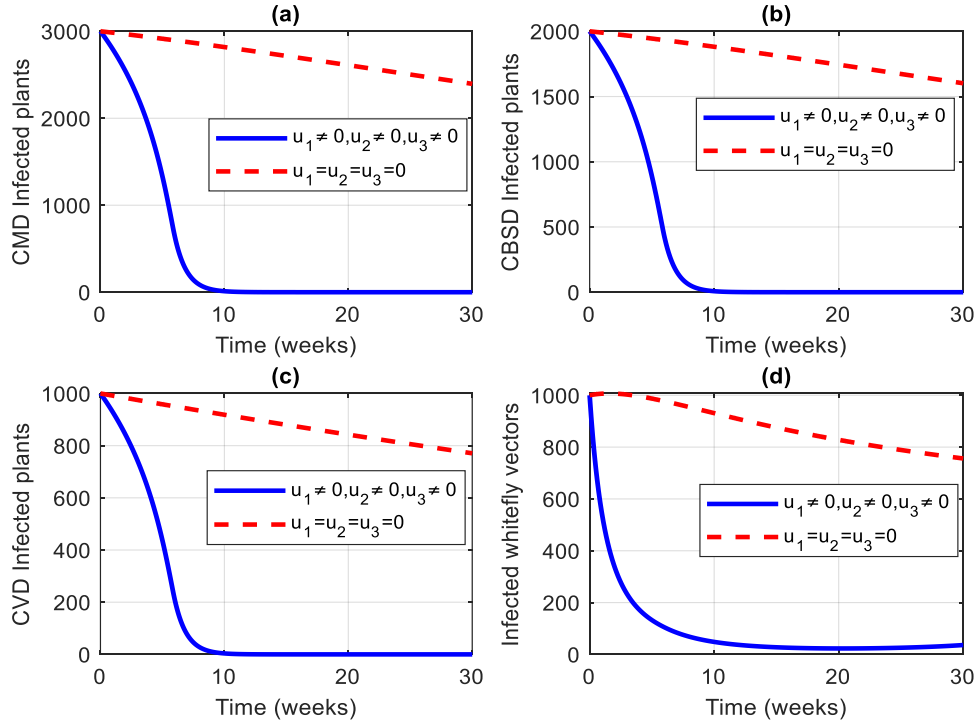 (a)
CMD Infected plants
3000
2000
1000
0
u1≠ 0,u2≠ 0,u3≠ 0
u1=u2=u3=0
0 10 20 30
Time (weeks)
(b)
CBSD Infected plants
2000
1500
1000
500
0
u1≠ 0,u2≠ 0,u3≠ 0
u1=u2=u3=0
0 10 20 30
Time (weeks)
(c)
CVD Infected plants
1000
800
600
400
200
0
u1≠ 0,u2≠ 0,u3≠ 0
u1=u2=u3=0
0 10 20 30
Time (weeks)
(d)
Infected whitefly vectors
1000
800
600
400
200
0
u1≠ 0,u2≠ 0,u3≠ 0
u1=u2=u3=0
0 10 20 30
Time (weeks)